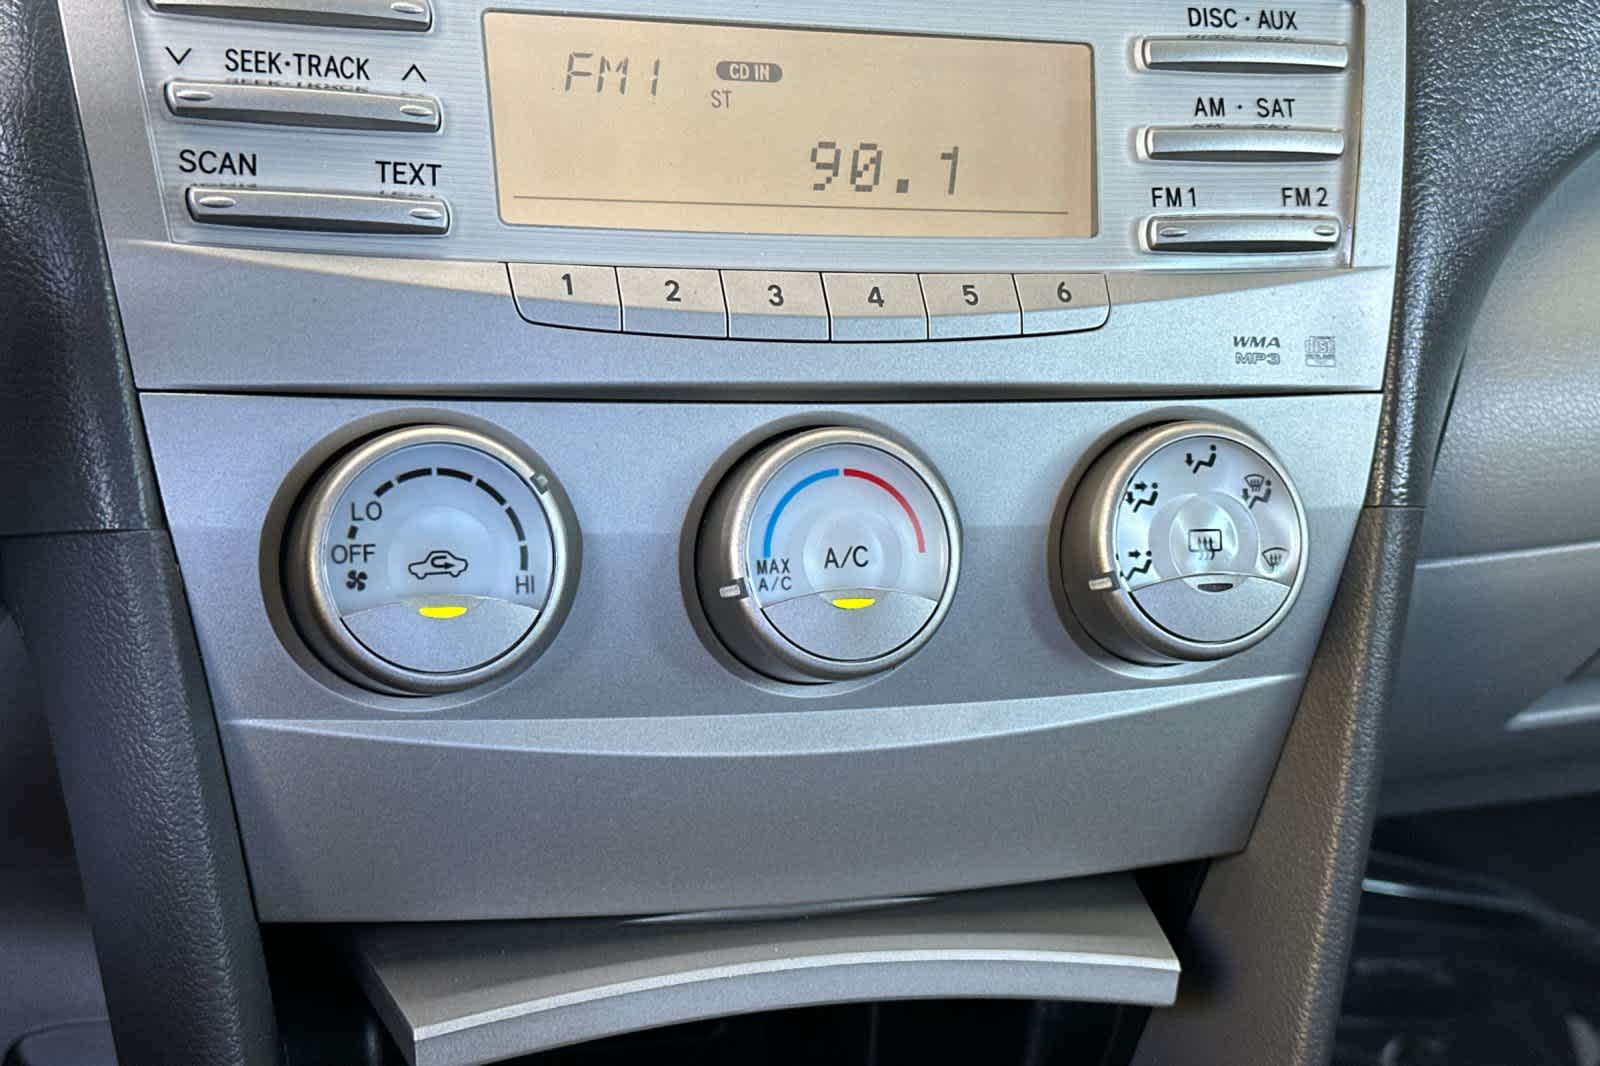 DISC · AUX
SEEK·TRACK
FM1
CD IN
ST
AM · SAT
SCAN
TEXT
90.1
FM1
FM2
1 2 3 4 5 6
WMA
MP3
disc
LO
OFF
HI
MAX
A/C
A/C